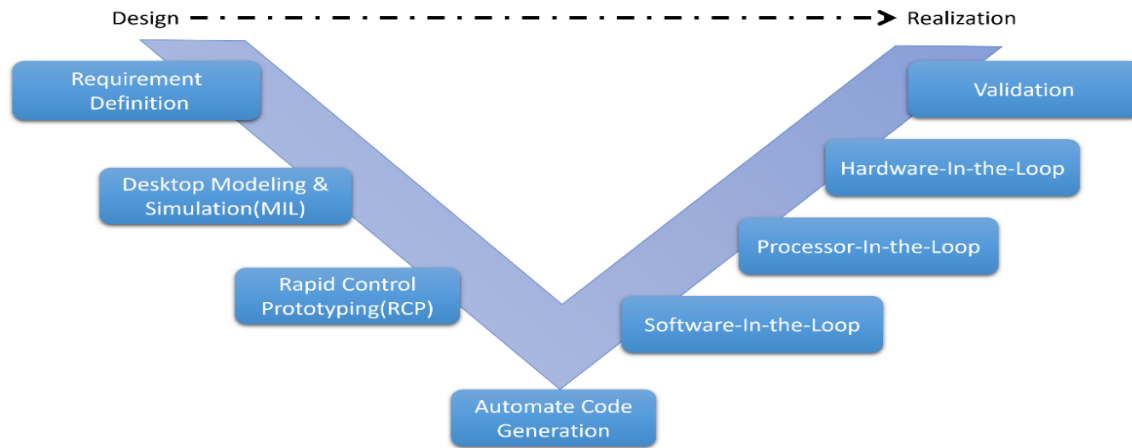 Design
Realization
Requirement
Definition
Validation
Desktop Modeling &
Simulation(MIL)
Hardware-In-the-Loop
Rapid Control
Prototyping(RCP)
Processor-In-the-Loop
Software-In-the-Loop
Automate Code
Generation